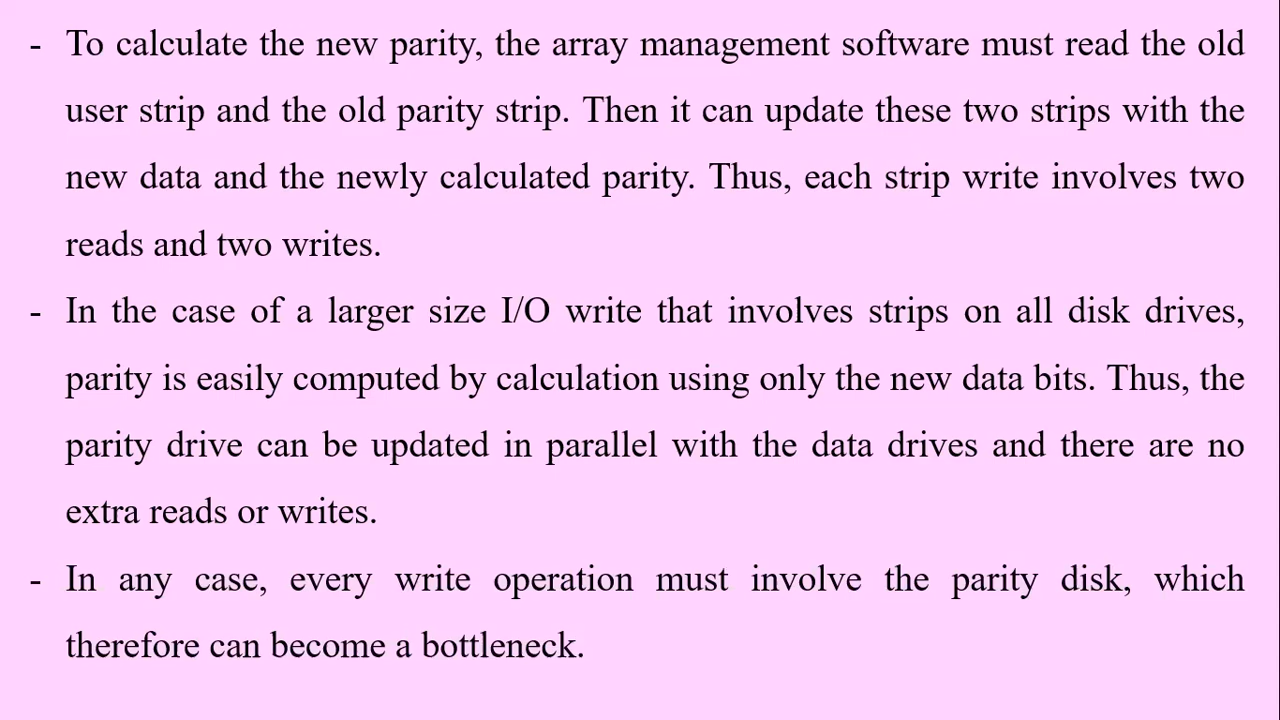 - To calculate the new parity, the array management software must read the old
user strip and the old parity strip. Then it can update these two strips with the
new data and the newly calculated parity. Thus, each strip write involves two
reads and two writes.
- In the case of a larger size I/O write that involves strips on all disk drives,
parity is easily computed by calculation using only the new data bits. Thus, the
parity drive can be updated in parallel with the data drives and there are no
extra reads or writes.
- In any case, every write operation must involve the parity disk, which
therefore can become a bottleneck.